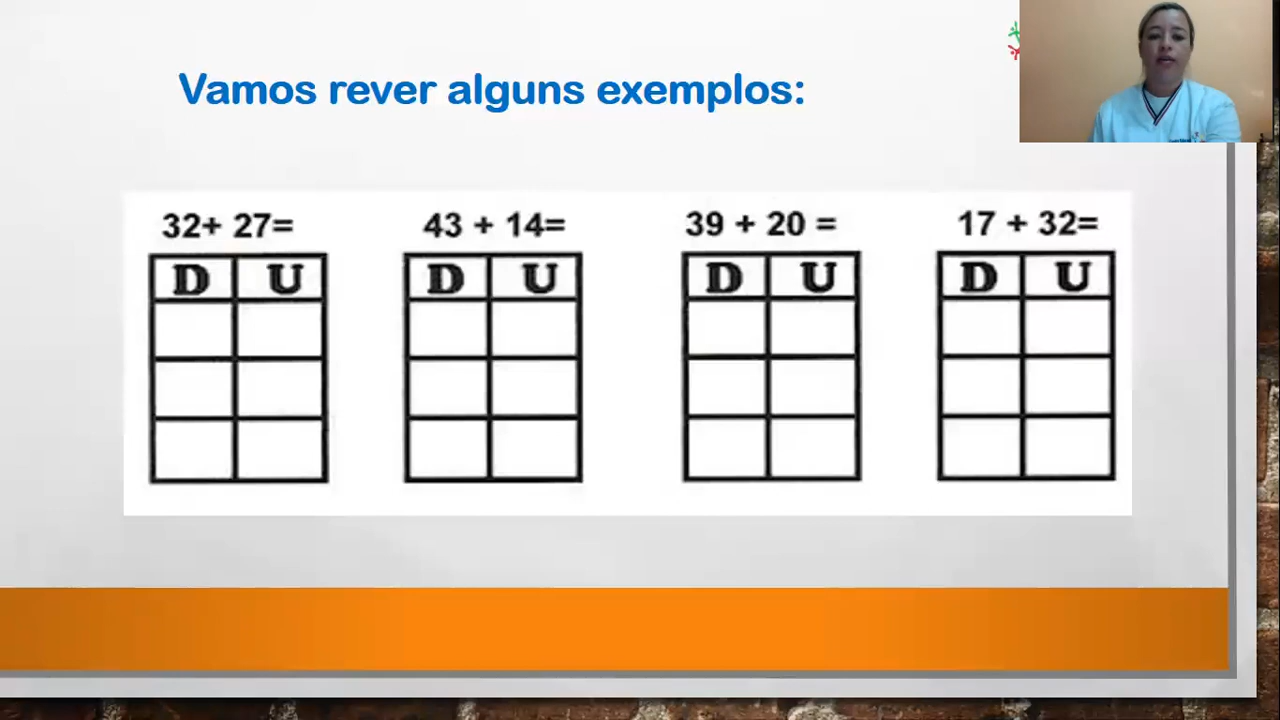 Vamos rever alguns exemplos:
32+ 27= 43 + 14= 39 + 20 = 17 + 32=
D U D U D U D U